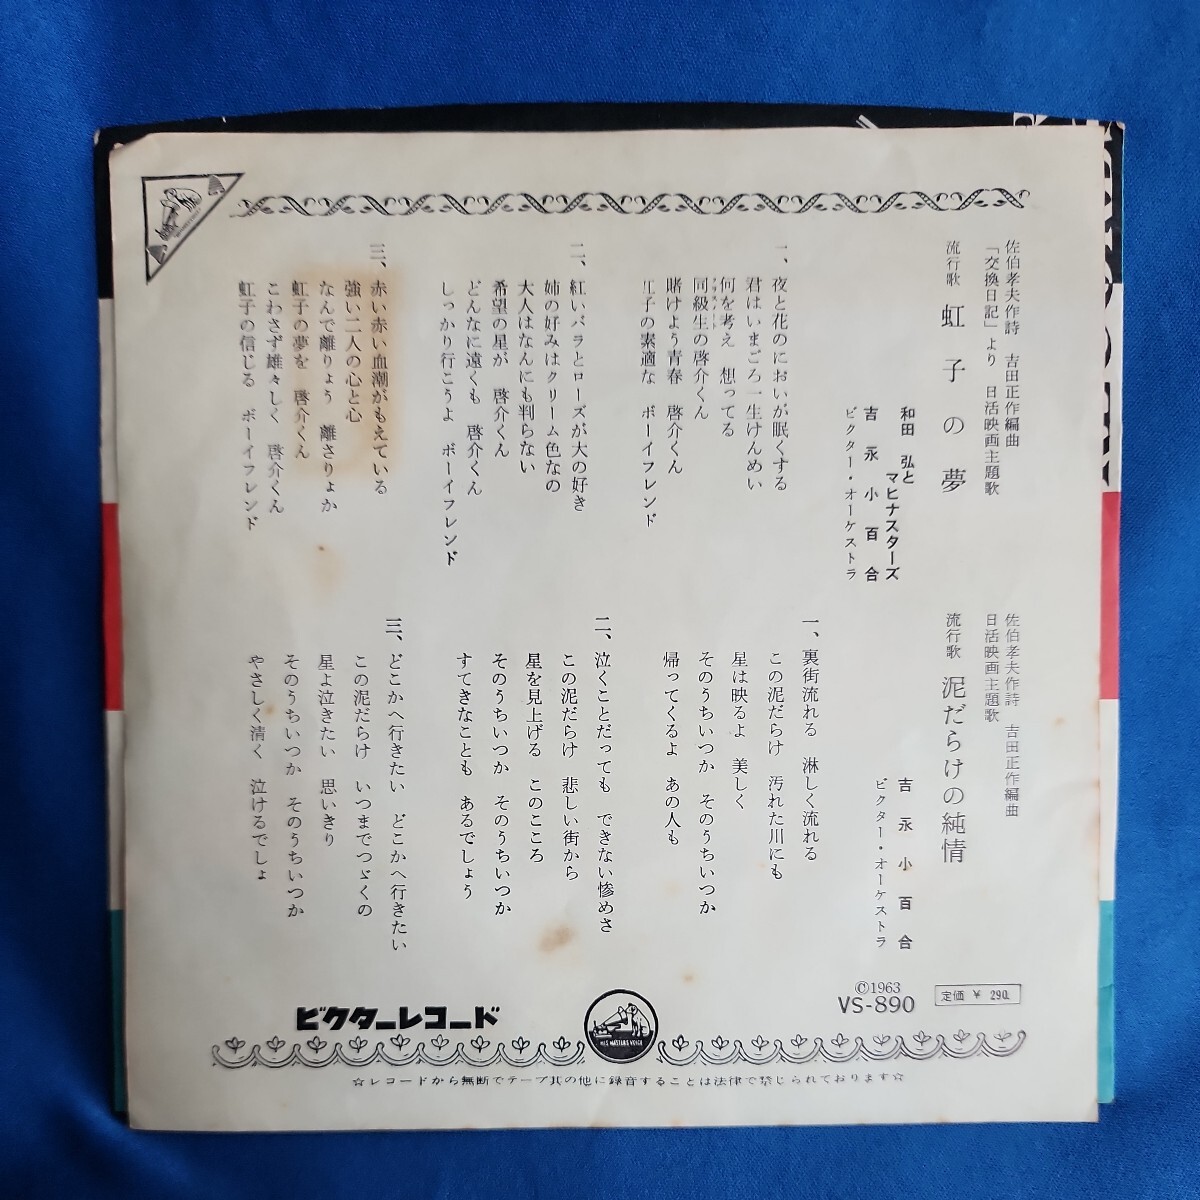 佐伯孝夫作詩 吉田正作編曲
「交換日記」より 日活映画主題歌
流行歌 虹子の夢
和田 弘と
マヒナスターズ
吉永小百合
ビクター・オーケストラ
一、夜と花のにおいが眠くする
君はいまごろ一生けんめい
何を考え 想ってる
同級生の啓介くん
賭けよう青春 啓介くん
虹子の素適な ボーイフレンド
二、紅いバラとローズが大の好き
姉の好みはクリーム色なの
大人はなんにも判らない
希望の星が 啓介くん
どんなに遠くも 啓介くん
しっかり行こうよ ボーイフレンド
三、赤い赤い血潮がもえている
強い二人の心と心
なんで離りょう 離さりょか
虹子の夢を 啓介くん
こわさず雄々しく 啓介くん
虹子の信じる ボーイフレンド
佐伯孝夫作詩 吉田正作編曲
日活映画主題歌
流行歌 泥だらけの純情
吉永小百合
ビクター・オーケストラ
一、裏街流れる 淋しく流れる
この泥だらけ 汚れた川にも
星は映るよ 美しく
そのうちいつか そのうちいつか
帰ってくるよ あの人も
二、泣くことだっても できない惨めさ
この泥だらけ 悲しい街から
星を見上げる このこころ
そのうちいつか そのうちいつか
すてきなことも あるでしょう
三、どこかへ行きたい どこかへ行きたい
この泥だらけ いつまでつゞくの
星よ泣きたい 思いきり
そのうちいつか そのうちいつか
やさしく清く 泣けるでしょ
©1963
VS-890
定価 ¥ 290.
ビクターレコード
HIS MASTERS VOICE
☆レコードから無断でテープ其の他に録音することは法律で禁じられております☆